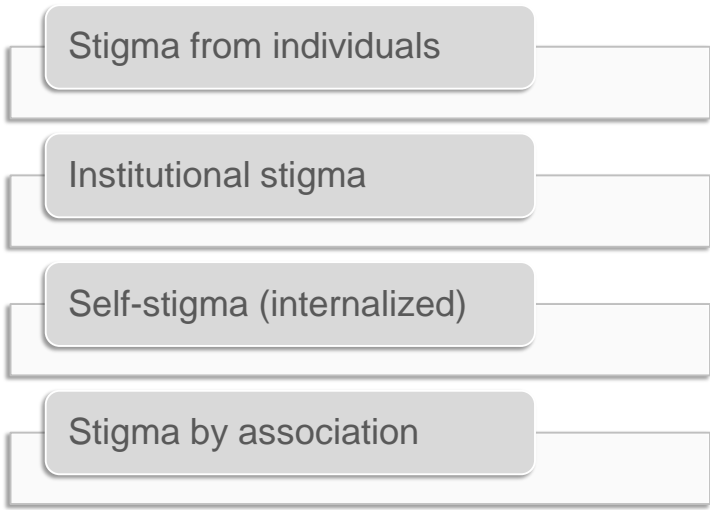 Stigma from individuals
Institutional stigma
Self-stigma (internalized)
Stigma by association